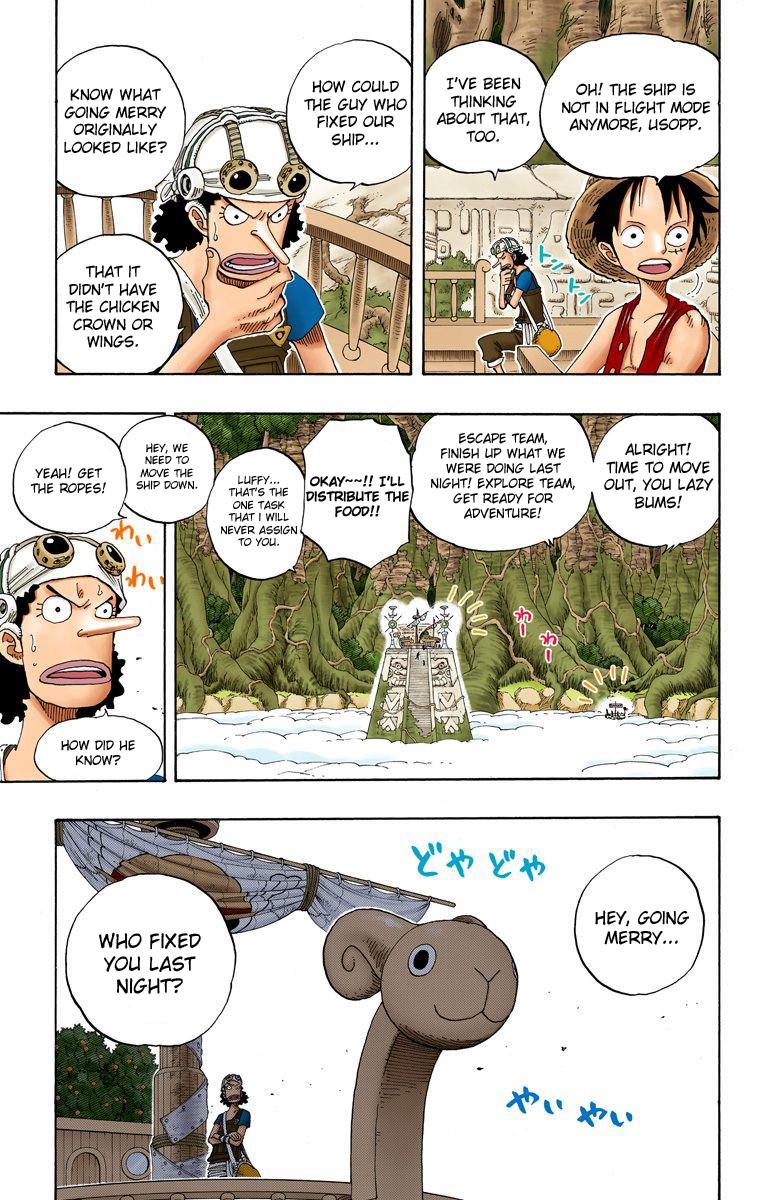 OH! THE SHIP IS
NOT IN FLIGHT MODE
ANYMORE, USOPP.
I'VE BEEN
THINKING
ABOUT THAT,
TOO.
トントン
HOW COULD
THE GUY WHO
FIXED OUR
SHIP...
KNOW WHAT
GOING MERRY
ORIGINALLY
LOOKED LIKE?
THAT IT
DIDN'T HAVE
THE CHICKEN
CROWN OR
WINGS.
ALRIGHT!
TIME TO MOVE
OUT, YOU LAZY
BUMS!
ESCAPE TEAM,
FINISH UP WHAT WE
WERE DOING LAST
NIGHT! EXPLORE TEAM,
GET READY FOR
ADVENTURE!
OKAY~~!! I'LL
DISTRIBUTE THE
FOOD!!
LUFFY...
THAT'S THE
ONE TASK
THAT I WILL
NEVER ASSIGN
TO YOU.
わーわー
HEY, WE
NEED TO
MOVE THE
SHIP DOWN.
YEAH! GET
THE ROPES!
わいわい
HOW DID HE
KNOW?
どやどや
HEY, GOING
MERRY...
WHO FIXED
YOU LAST
NIGHT?
やいやい